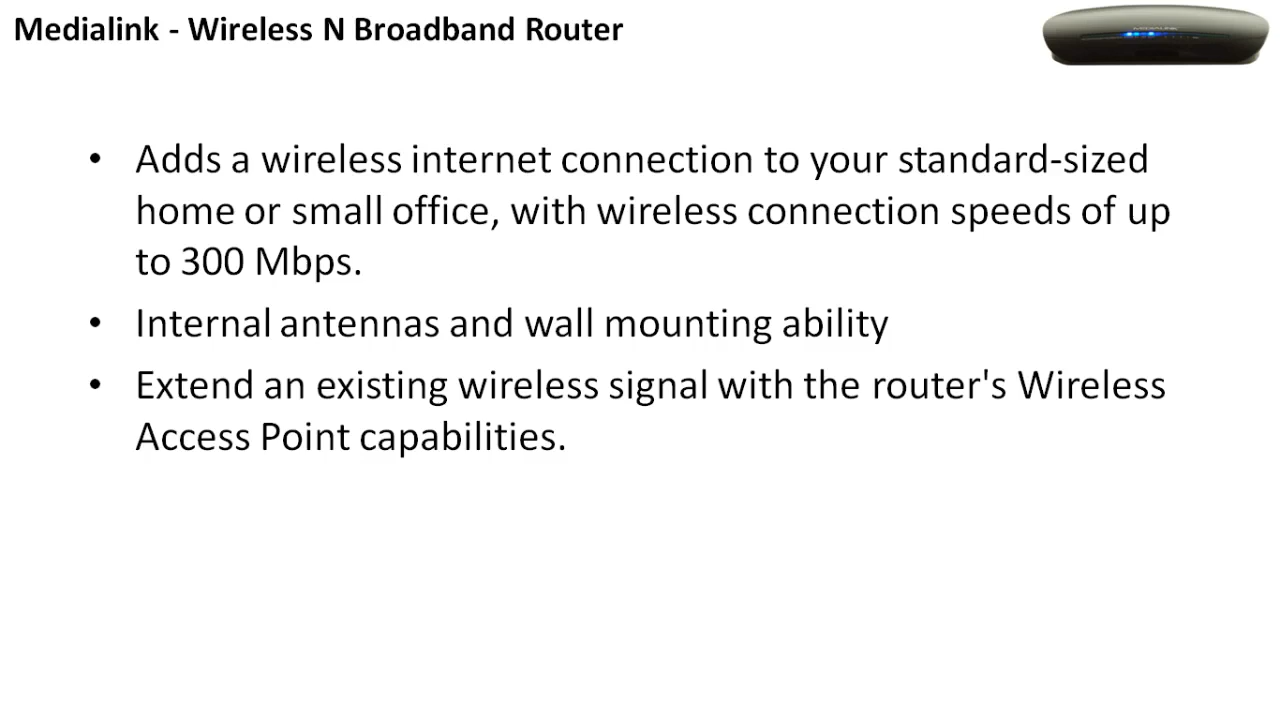 Medialink - Wireless N Broadband Router
• Adds a wireless internet connection to your standard-sized
home or small office, with wireless connection speeds of up
to 300 Mbps.
• Internal antennas and wall mounting ability
• Extend an existing wireless signal with the router's Wireless
Access Point capabilities.